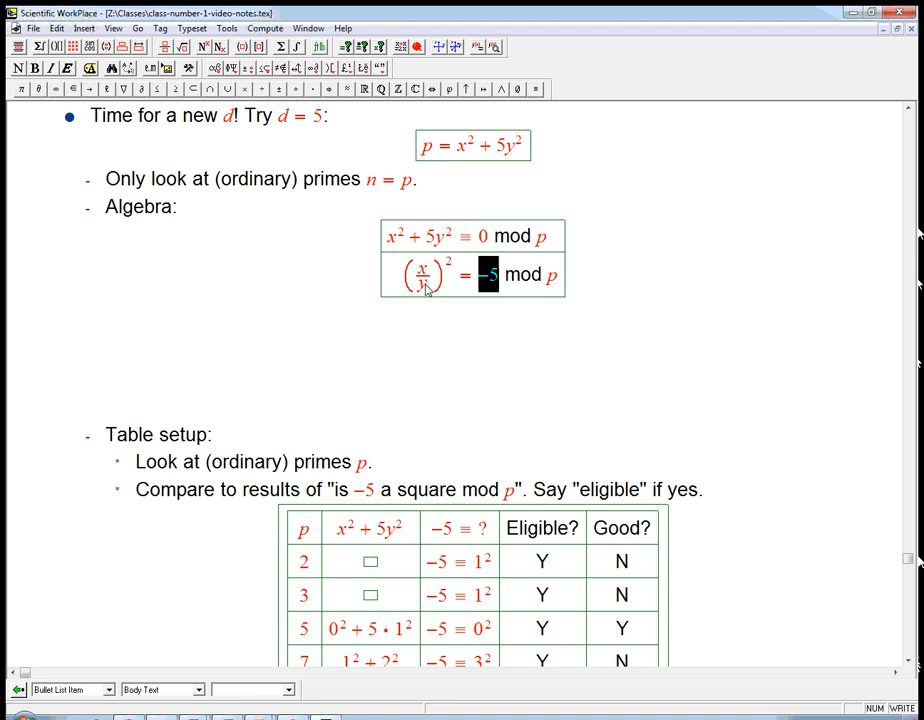 Scientific WorkPlace - [Z:\Classes\class-number-1-video-notes.tex]
File Edit Insert View Go Tag Typeset Tools Compute Window Help
Time for a new d! Try d = 5:
p = x² + 5y²
- Only look at (ordinary) primes n = p.
- Algebra:
x² + 5y² ≡ 0 mod p
(x/y)² = −5 mod p
- Table setup:
* Look at (ordinary) primes p.
* Compare to results of "is −5 a square mod p". Say "eligible" if yes.
p x² + 5y² −5 ≡ ? Eligible? Good?
2 □ −5 ≡ 1² Y N
3 □ −5 ≡ 1² Y N
5 0² + 5 • 1² −5 ≡ 0² Y Y
7 1² + 2² −5 ≡ 3² Y N
Bullet List Item Body Text
NUM WRITE